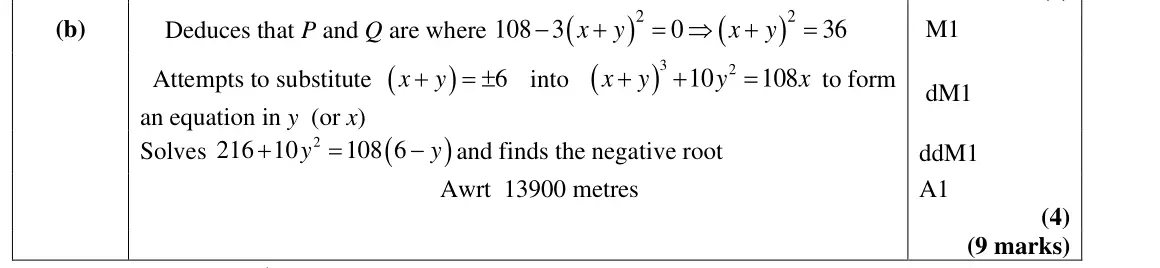 (b) Deduces that P and Q are where 108 − 3(x + y)² = 0 ⇒ (x + y)² = 36 M1
Attempts to substitute (x + y) = ±6 into (x + y)³ + 10y² = 108x to form
an equation in y (or x) dM1
Solves 216 + 10y² = 108(6 − y) and finds the negative root ddM1
Awrt 13900 metres A1
(4)
(9 marks)